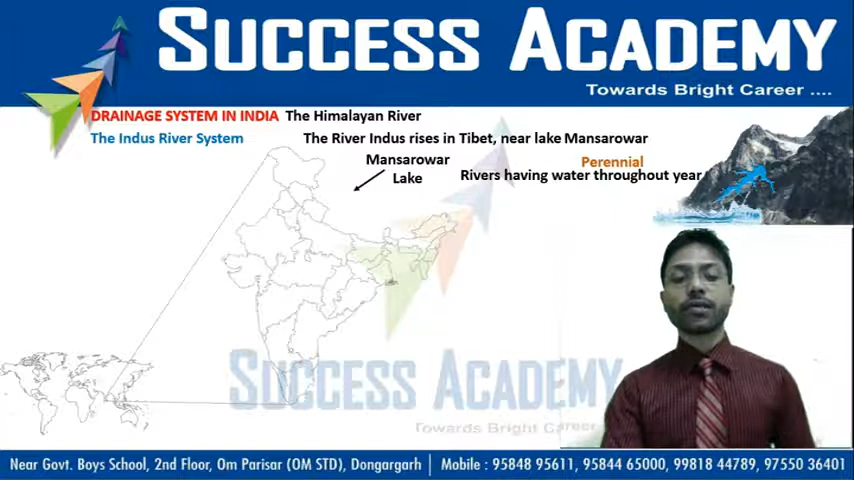 SUCCESS ACADEMY
Towards Bright Career ....
DRAINAGE SYSTEM IN INDIA The Himalayan River
The Indus River System The River Indus rises in Tibet, near lake Mansarowar
Mansarowar
Lake
Perennial
Rivers having water throughout year
SUCCESS ACADEMY
Towards Bright Career
Near Govt. Boys School, 2nd Floor, Om Parisar (OM STD), Dongargarh | Mobile : 95848 95611, 95844 65000, 99818 44789, 97550 36401